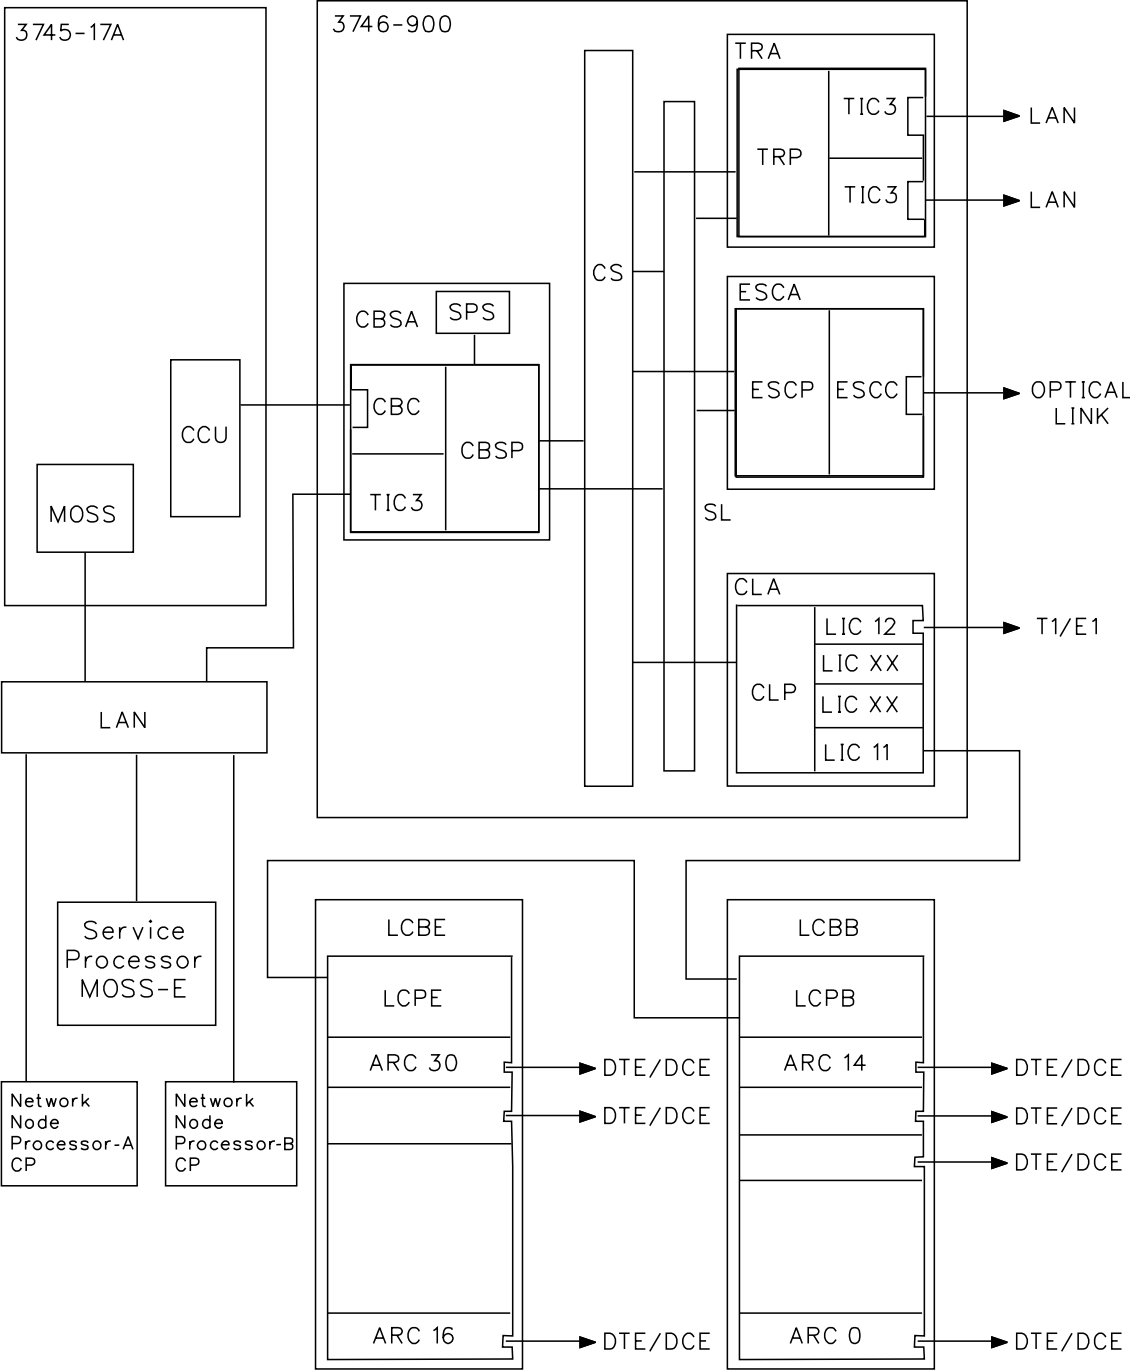 3745-17A
CCU
MOSS
LAN
Service
Processor
MOSS-E
Network
Node
Processor-A
CP
Network
Node
Processor-B
CP
3746-900
CBSA
SPS
CBC
CBSP
TIC3
CS
SL
TRA
TRP
TIC3
TIC3
LAN
LAN
ESCA
ESCP
ESCC
OPTICAL
LINK
CLA
CLP
LIC 12
LIC XX
LIC XX
LIC 11
T1/E1
LCBE
LCPE
ARC 30
ARC 16
DTE/DCE
DTE/DCE
DTE/DCE
LCBB
LCPB
ARC 14
ARC 0
DTE/DCE
DTE/DCE
DTE/DCE
DTE/DCE